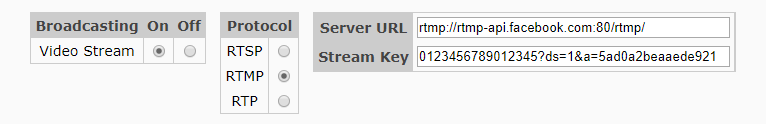 Broadcasting On Off
Video Stream
Protocol
RTSP
RTMP
RTP
Server URL rtmp://rtmp-api.facebook.com:80/rtmp/
Stream Key 0123456789012345?ds=1&a=5ad0a2beaaede921